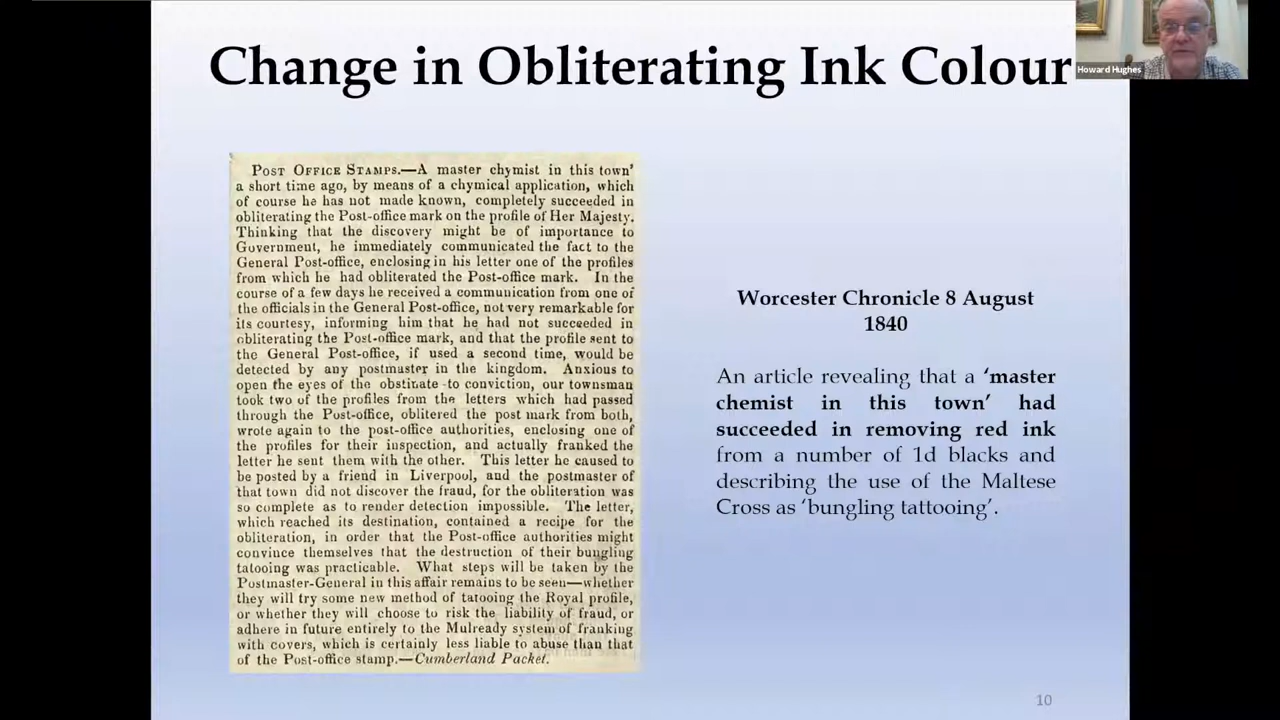 Change in Obliterating Ink Colour
Howard Hughes
POST OFFICE STAMPS.—A master chymist in this town'
a short time ago, by means of a chymical application, which
of course he has not made known, completely succeeded in
obliterating the Post-office mark on the profile of Her Majesty.
Thinking that the discovery might be of importance to
Government, he immediately communicated the fact to the
General Post-office, enclosing in his letter one of the profiles
from which he had obliterated the Post-office mark. In the
course of a few days he received a communication from one of
the officials in the General Post-office, not very remarkable for
its courtesy, informing him that he had not succeeded in
obliterating the Post-office mark, and that the profile sent to
the General Post-office, if used a second time, would be
detected by any postmaster in the kingdom. Anxious to
open the eyes of the obstinate to conviction, our townsman
took two of the profiles from the letters which had passed
through the Post-office, oblitered the post mark from both,
wrote again to the post-office authorities, enclosing one of
the profiles for their inspection, and actually franked the
letter he sent them with the other. This letter he caused to
be posted by a friend in Liverpool, and the postmaster of
that town did not discover the fraud, for the obliteration was
so complete as to render detection impossible. The letter,
which reached its destination, contained a recipe for the
obliteration, in order that the Post-office authorities might
convince themselves that the destruction of their bungling
tatooing was practicable. What steps will be taken by the
Postmaster-General in this affair remains to be seen—whether
they will try some new method of tatooing the Royal profile,
or whether they will choose to risk the liability of fraud, or
adhere in future entirely to the Mulready system of franking
with covers, which is certainly less liable to abuse than that
of the Post-office stamp.—Cumberland Packet.
Worcester Chronicle 8 August
1840
An article revealing that a ‘master
chemist in this town’ had
succeeded in removing red ink
from a number of 1d blacks and
describing the use of the Maltese
Cross as ‘bungling tattooing’.
10